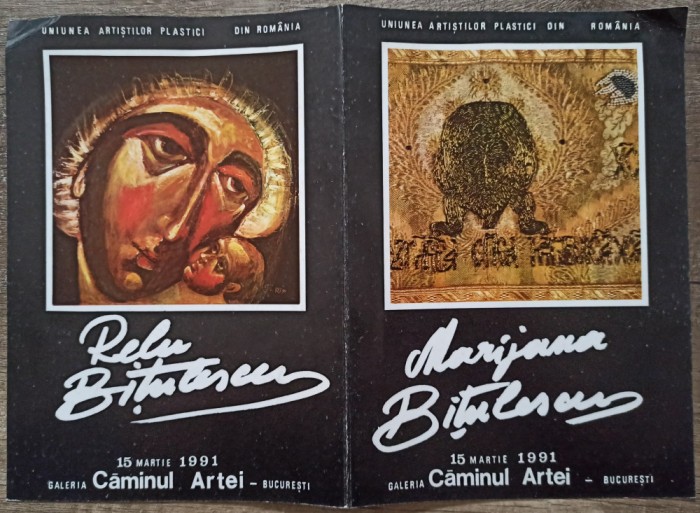 UNIUNEA ARTIȘTILOR PLASTICI DIN ROMÂNIA
Relu
Bițulescu
15 MARTIE 1991
GALERIA Căminul Artei – BUCUREȘTI
UNIUNEA ARTIȘTILOR PLASTICI DIN ROMÂNIA
Marijana
Bițulescu
15 MARTIE 1991
GALERIA Căminul Artei – BUCUREȘTI